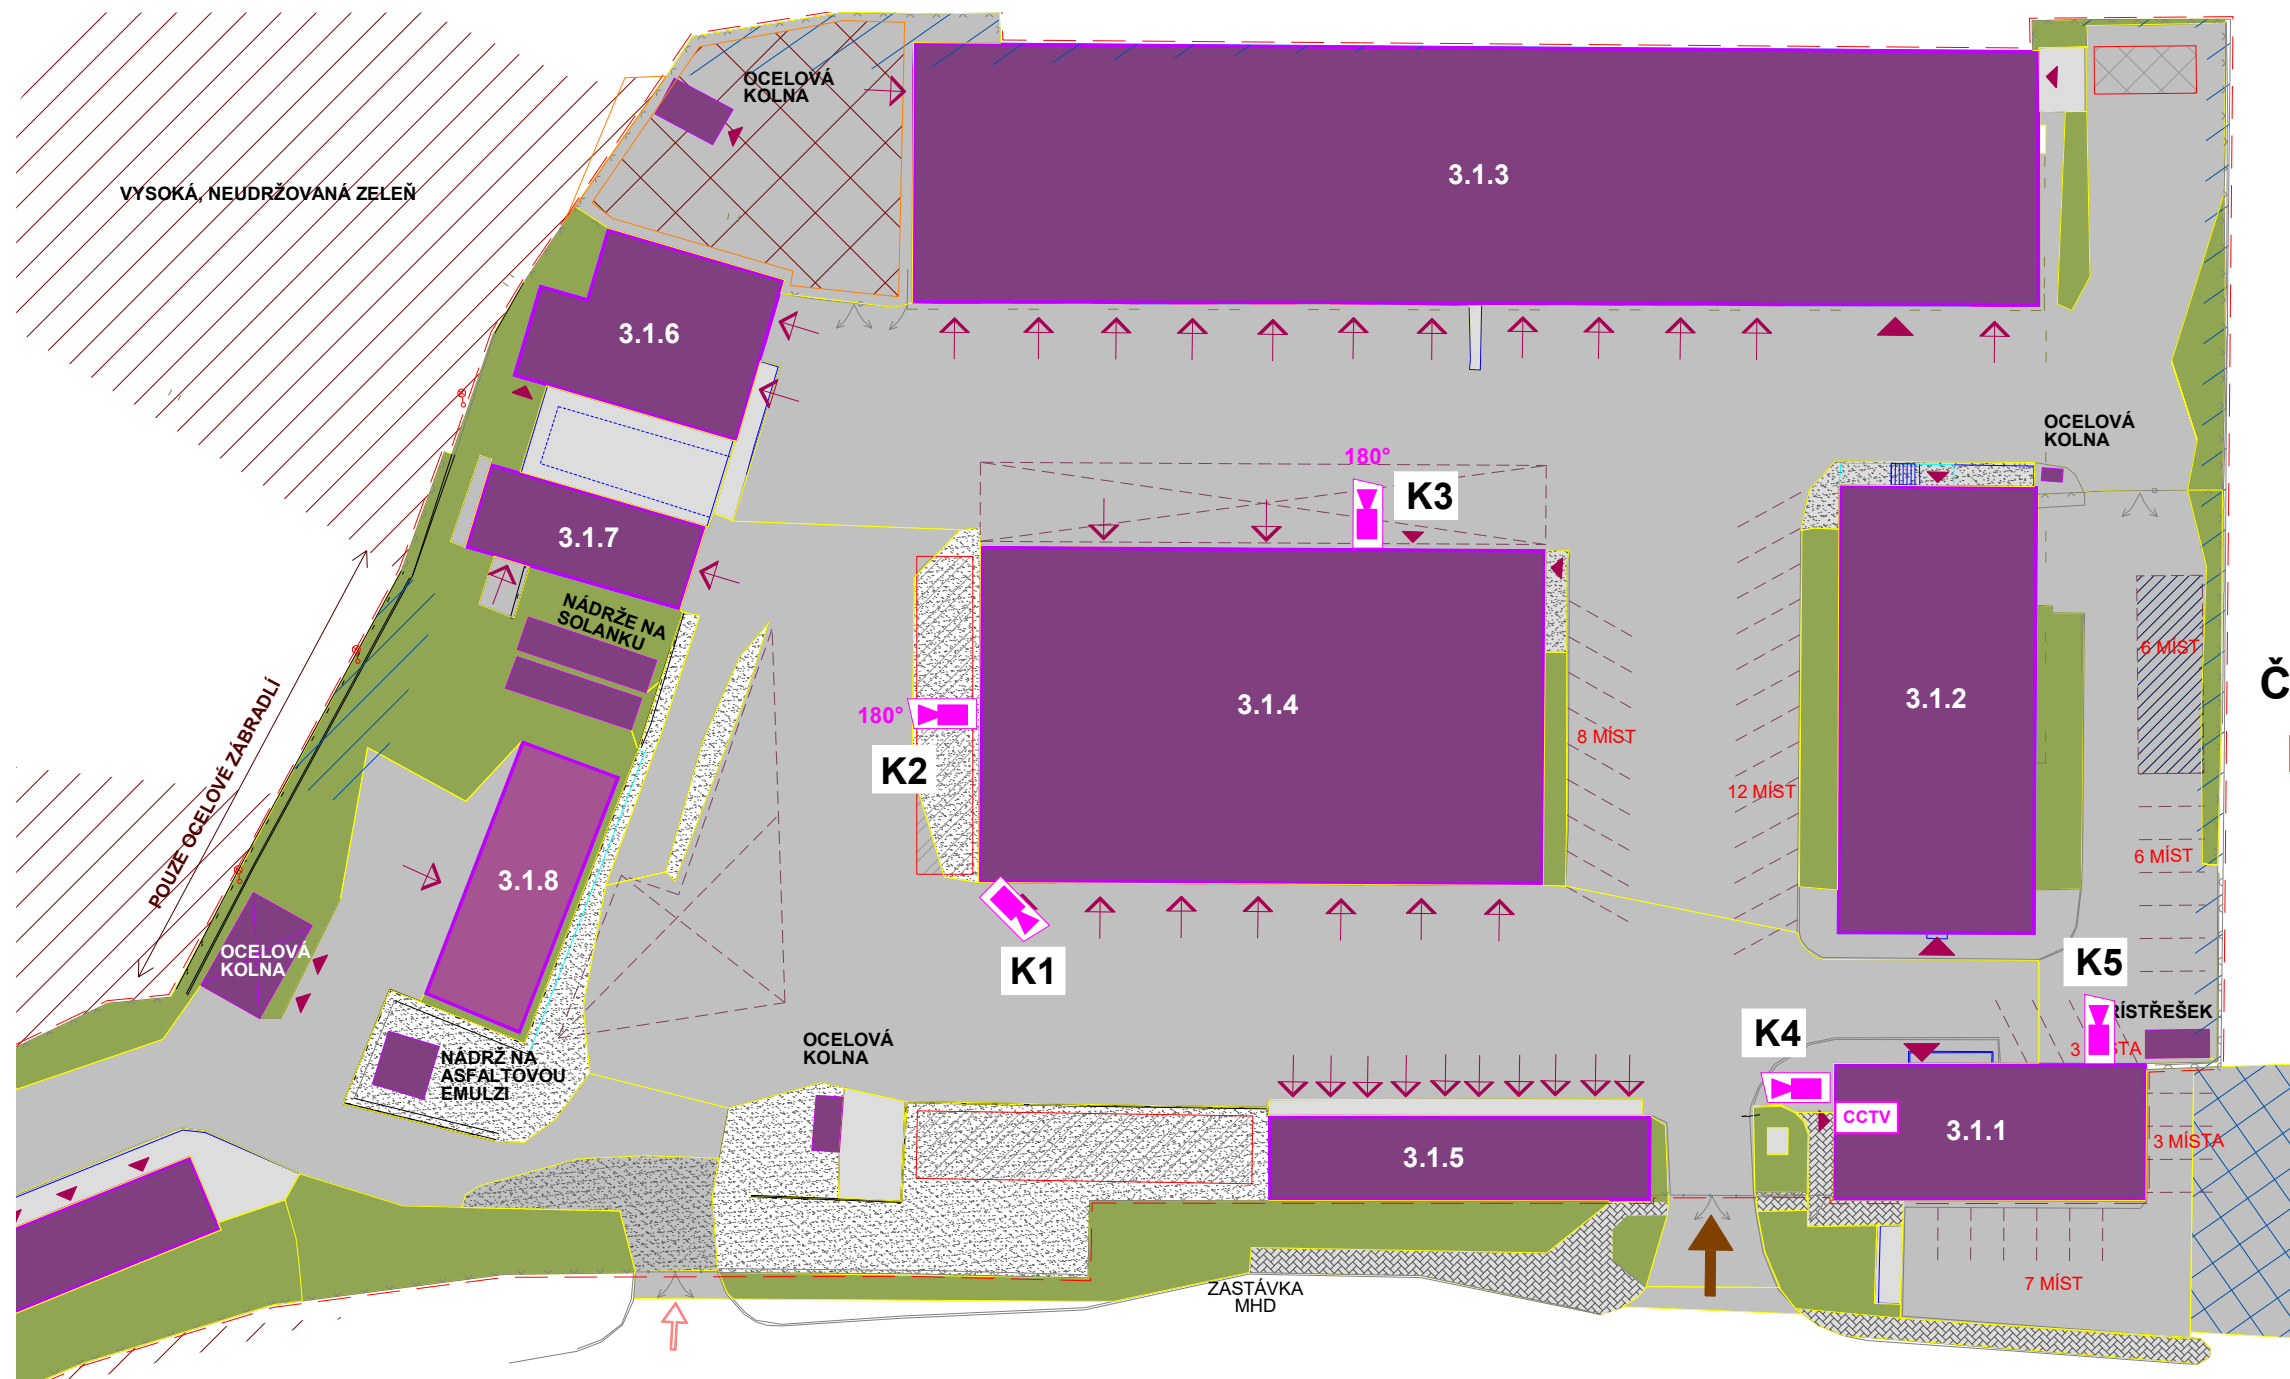 OCELOVÁ
KOLNA
3.1.3
VYSOKÁ, NEUDRŽOVANÁ ZELEŇ
3.1.6
OCELOVÁ
KOLNA
180°
K3
3.1.7
NÁDRŽE NA
SOLANKU
6 MÍST
Č
3.1.4
3.1.2
180°
8 MÍST
K2
12 MÍST
POUZE OCELOVÉ ZÁBRADLÍ
6 MÍST
3.1.8
OCELOVÁ
KOLNA
K1
K5
K4
OCELOVÁ
KOLNA
NÁDRŽ NA
ASFALTOVOU
EMULZI
CCTV
3.1.1
3 MÍSTA
3.1.5
7 MÍST
ZASTÁVKA
MHD